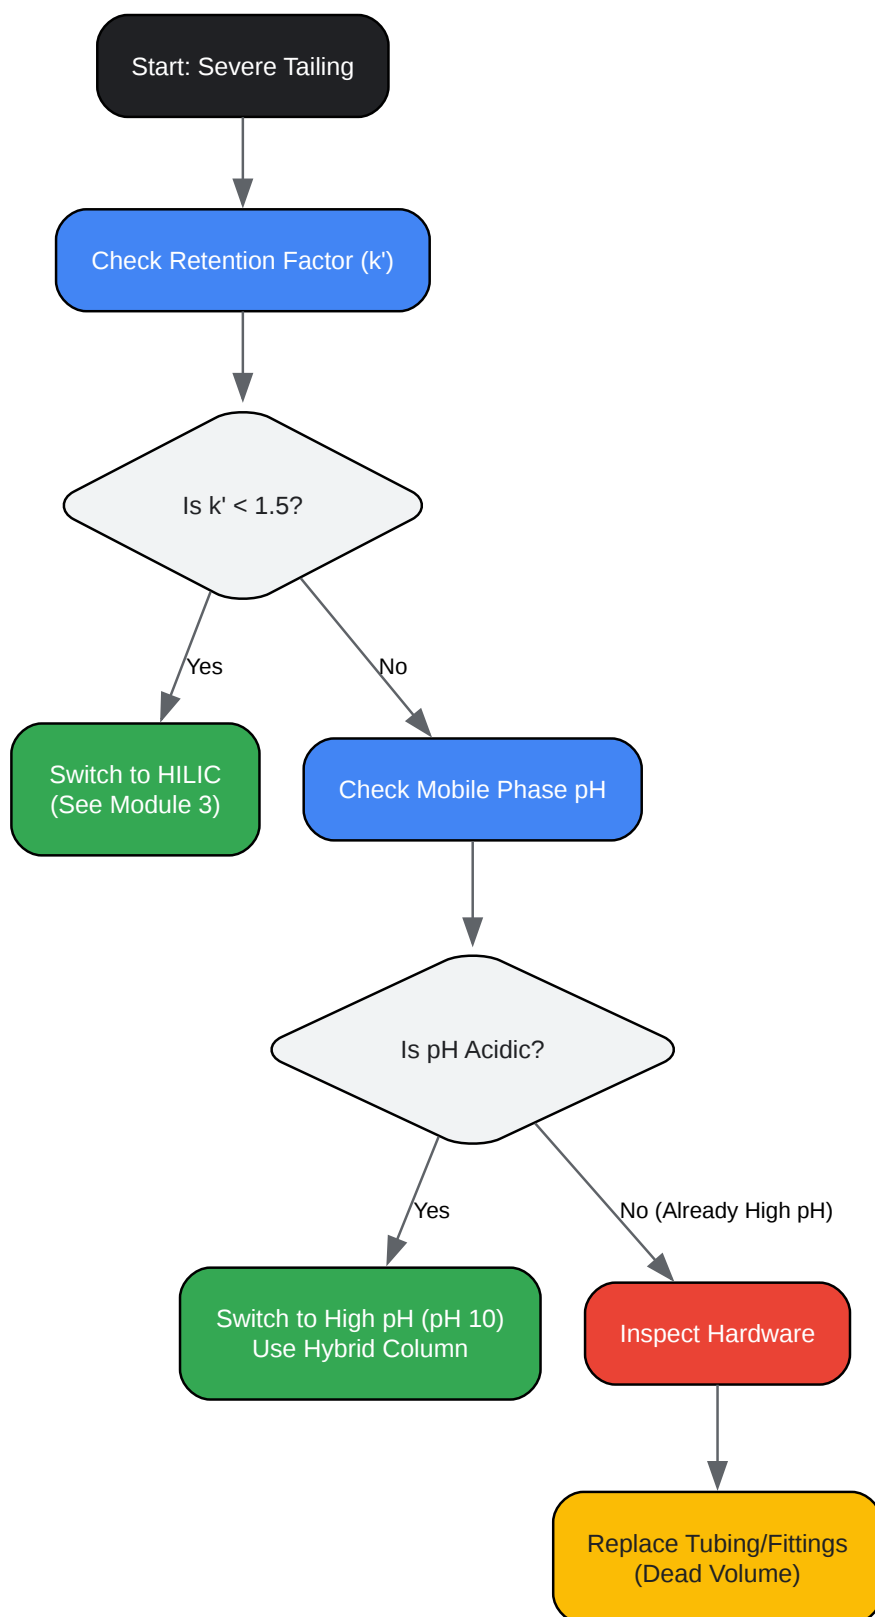 Start: Severe Tailing
Check Retention Factor (k')
Is k' < 1.5?
Yes
No
Switch to HILIC
(See Module 3)
Check Mobile Phase pH
Is pH Acidic?
Yes
No (Already High pH)
Switch to High pH (pH 10)
Use Hybrid Column
Inspect Hardware
Replace Tubing/Fittings
(Dead Volume)